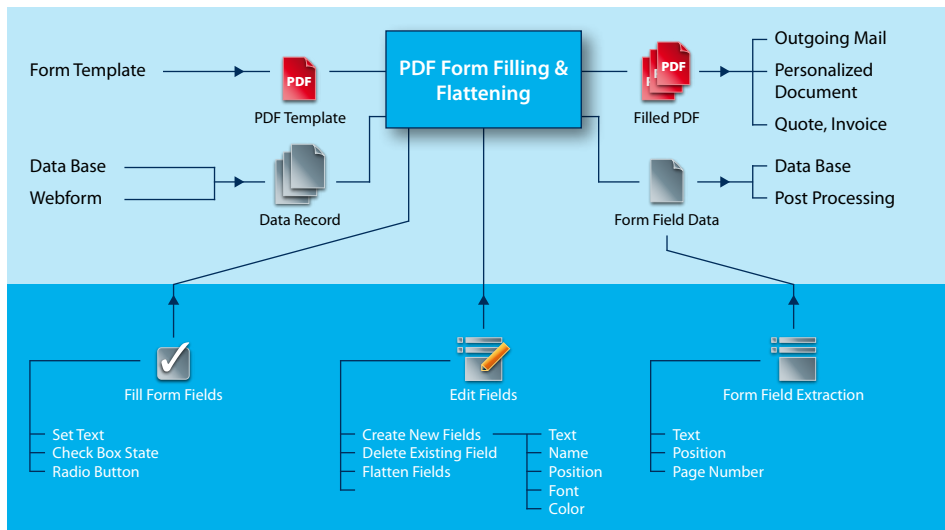 Form Template
PDF
PDF Template
PDF Form Filling &
Flattening
PDF
PDF
PDF
Filled PDF
Outgoing Mail
Personalized
Document
Quote, Invoice
Data Base
Webform
Data Record
Form Field Data
Data Base
Post Processing
Fill Form Fields
Set Text
Check Box State
Radio Button
Edit Fields
Create New Fields
Delete Existing Field
Flatten Fields
Text
Name
Position
Font
Color
Form Field Extraction
Text
Position
Page Number